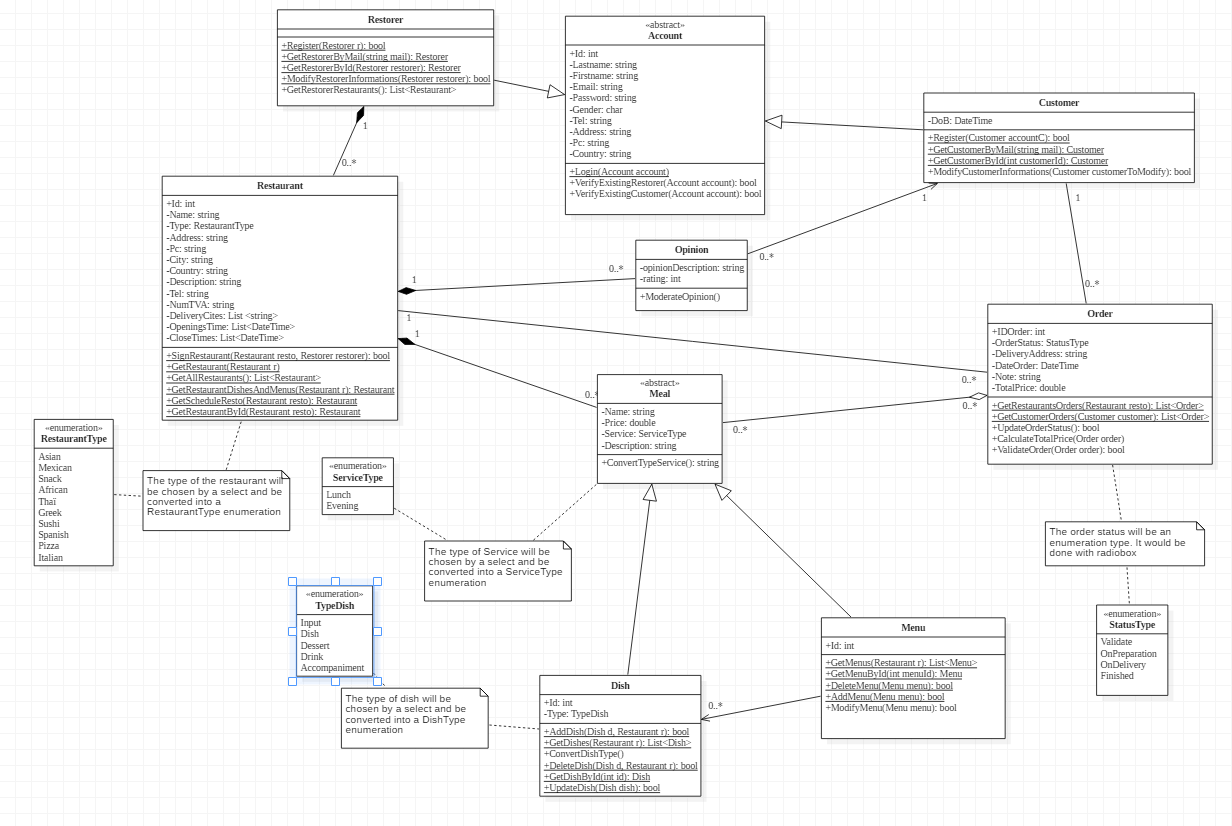 Restorer
+Register(Restorer r): bool
+GetRestorerByMail(string mail): Restorer
+GetRestorerById(Restorer restorer): Restorer
+ModifyRestorerInformations(Restorer restorer): bool
+GetRestorerRestaurants(): List<Restaurant>
«abstract»
Account
+Id: int
-Lastname: string
-Firstname: string
-Email: string
-Password: string
-Gender: char
-Tel: string
-Address: string
-Pc: string
-Country: string
+Login(Account account)
+VerifyExistingRestorer(Account account): bool
+VerifyExistingCustomer(Account account): bool
Customer
-DoB: DateTime
+Register(Customer accountC): bool
+GetCustomerByMail(string mail): Customer
+GetCustomerById(int customerId): Customer
+ModifyCustomerInformations(Customer customerToModify): bool
1
0..*
Restaurant
+Id: int
-Name: string
-Type: RestaurantType
-Address: string
-Pc: string
-City: string
-Country: string
-Description: string
-Tel: string
-NumTVA: string
-DeliveryCites: List <string>
-OpeningsTime: List<DateTime>
-CloseTimes: List<DateTime>
+SignRestaurant(Restaurant resto, Restorer restorer): bool
+GetRestaurant(Restaurant r)
+GetAllRestaurants(): List<Restaurant>
+GetRestaurantDishesAndMenus(Restaurant r): Restaurant
+GetScheduleResto(Restaurant resto): Restaurant
+GetRestaurantById(Restaurant resto): Restaurant
1
0..*
Opinion
-opinionDescription: string
-rating: int
+ModerateOpinion()
0..*
1
1
0..*
1
0..*
1
0..*
Order
+IDOrder: int
-OrderStatus: StatusType
-DeliveryAddress: string
-DateOrder: DateTime
-Note: string
-TotalPrice: double
+GetRestaurantsOrders(Restaurant resto): List<Order>
+GetCustomerOrders(Customer customer): List<Order>
+UpdateOrderStatus(): bool
+CalculateTotalPrice(Order order)
+ValidateOrder(Order order): bool
«abstract»
Meal
-Name: string
-Price: double
-Service: ServiceType
-Description: string
+ConvertTypeService(): string
0..*
0..*
«enumeration»
RestaurantType
Asian
Mexican
Snack
African
Thaï
Greek
Sushi
Spanish
Pizza
Italian
The type of the restaurant will
be chosen by a select and be
converted into a
RestaurantType enumeration
«enumeration»
ServiceType
Lunch
Evening
The type of Service will be
chosen by a select and be
converted into a ServiceType
enumeration
The order status will be an
enumeration type. It would be
done with radiobox
«enumeration»
StatusType
Validate
OnPreparation
OnDelivery
Finished
«enumeration»
TypeDish
Input
Dish
Dessert
Drink
Accompaniment
The type of dish will be
chosen by a select and be
converted into a DishType
enumeration
Dish
+Id: int
-Type: TypeDish
+AddDish(Dish d, Restaurant r): bool
+GetDishes(Restaurant r): List<Dish>
+ConvertDishType()
+DeleteDish(Dish d, Restaurant r): bool
+GetDishById(int id): Dish
+UpdateDish(Dish dish): bool
0..*
Menu
+Id: int
+GetMenus(Restaurant r): List<Menu>
+GetMenuById(int menuId): Menu
+DeleteMenu(Menu menu): bool
+AddMenu(Menu menu): bool
+ModifyMenu(Menu menu): bool